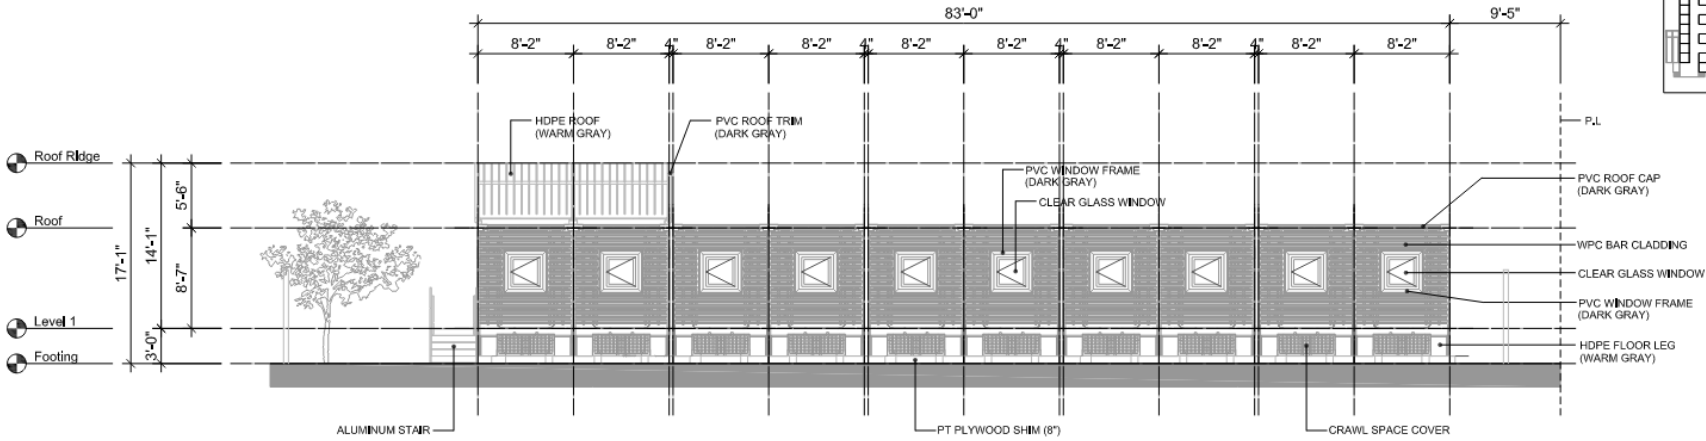 83'-0"
9'-5"
8'-2"
8'-2"
4"
8'-2"
8'-2"
4"
8'-2"
8'-2"
4"
8'-2"
8'-2"
4"
8'-2"
8'-2"
HDPE ROOF
(WARM GRAY)
PVC ROOF TRIM
(DARK GRAY)
P.L
Roof Ridge
PVC WINDOW FRAME
(DARK GRAY)
PVC ROOF CAP
(DARK GRAY)
CLEAR GLASS WINDOW
5'-6"
Roof
17'-1"
14'-1"
WPC BAR CLADDING
8'-7"
CLEAR GLASS WINDOW
PVC WINDOW FRAME
(DARK GRAY)
Level 1
3'-0"
HDPE FLOOR LEG
(WARM GRAY)
Footing
ALUMINUM STAIR
PT PLYWOOD SHIM (8")
CRAWL SPACE COVER